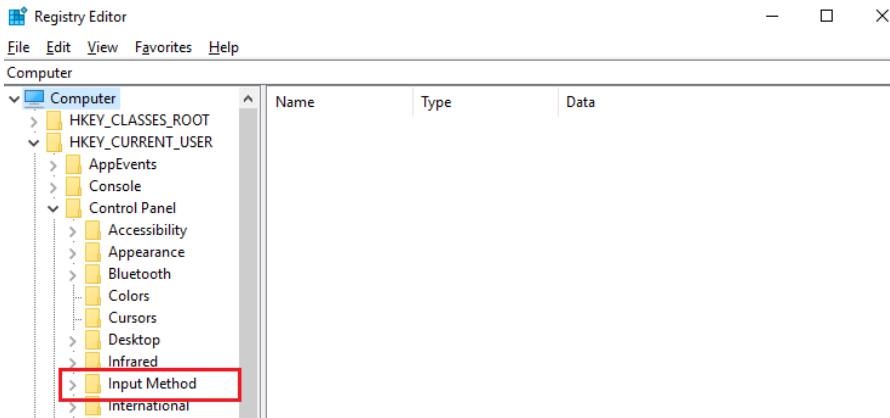 Registry Editor
File Edit View Favorites Help
Computer
Computer
HKEY_CLASSES_ROOT
HKEY_CURRENT_USER
AppEvents
Console
Control Panel
Accessibility
Appearance
Bluetooth
Colors
Cursors
Desktop
Infrared
Input Method
International
Name Type Data